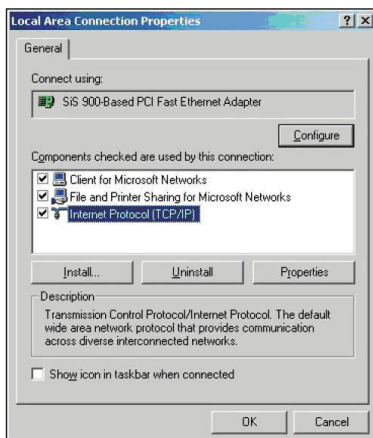 Local Area Connection Properties
General
Connect using:
SiS 900-Based PCI Fast Ethernet Adapter
Configure
Components checked are used by this connection:
Client for Microsoft Networks
File and Printer Sharing for Microsoft Networks
Internet Protocol (TCP/IP)
Install... Uninstall Properties
Description
Transmission Control Protocol/Internet Protocol. The default
wide area network protocol that provides communication
across diverse interconnected networks.
Show icon in taskbar when connected
OK Cancel